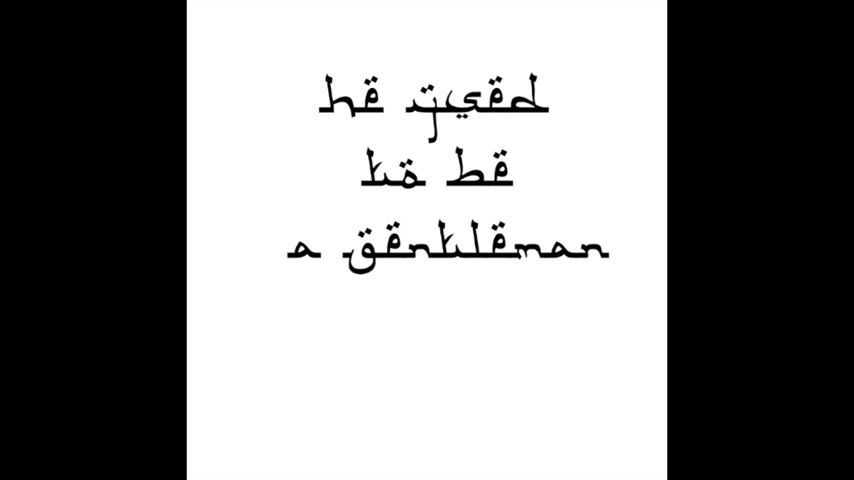 he used
to be
a gentleman